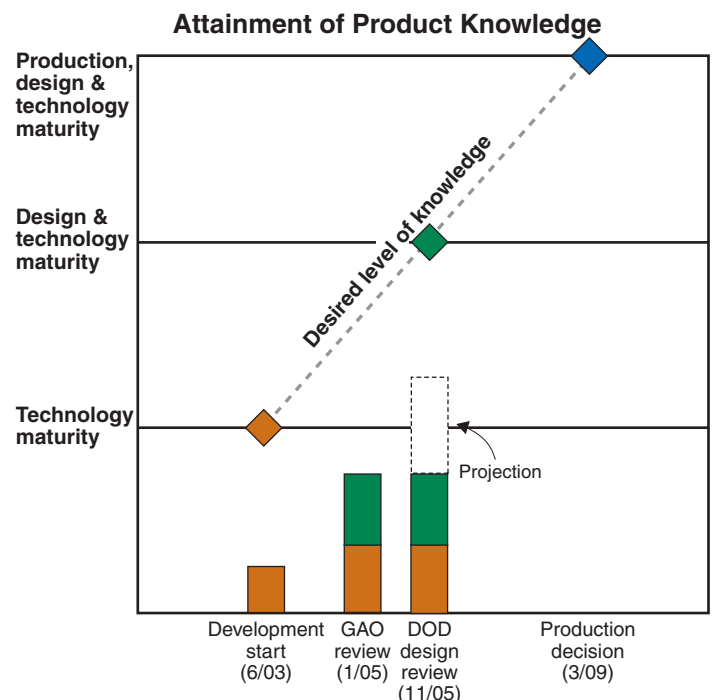 Attainment of Product Knowledge
Production,
design &
technology
maturity
Design &
technology
maturity
Desired level of knowledge
Technology
maturity
Projection
Development
start
(6/03)
GAO
review
(1/05)
DOD
design
review
(11/05)
Production
decision
(3/09)